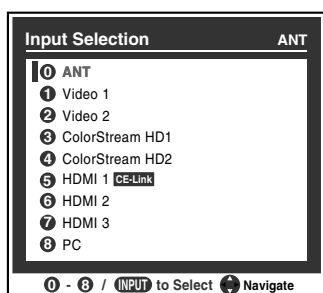 Input Selection ANT
0 ANT
1 Video 1
2 Video 2
3 ColorStream HD1
4 ColorStream HD2
5 HDMI 1 CE-Link
6 HDMI 2
7 HDMI 3
8 PC
0 - 8 / INPUT to Select Navigate